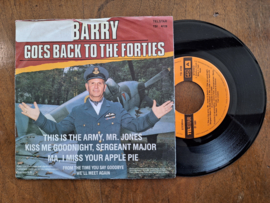 BARRY
GOES BACK TO THE FORTIES
THIS IS THE ARMY, MR. JONES
KISS ME GOODNIGHT, SERGEANT MAJOR
MA, I MISS YOUR APPLE PIE
FROM THE TIME YOU SAY GOODBYE
WE'LL MEET AGAIN